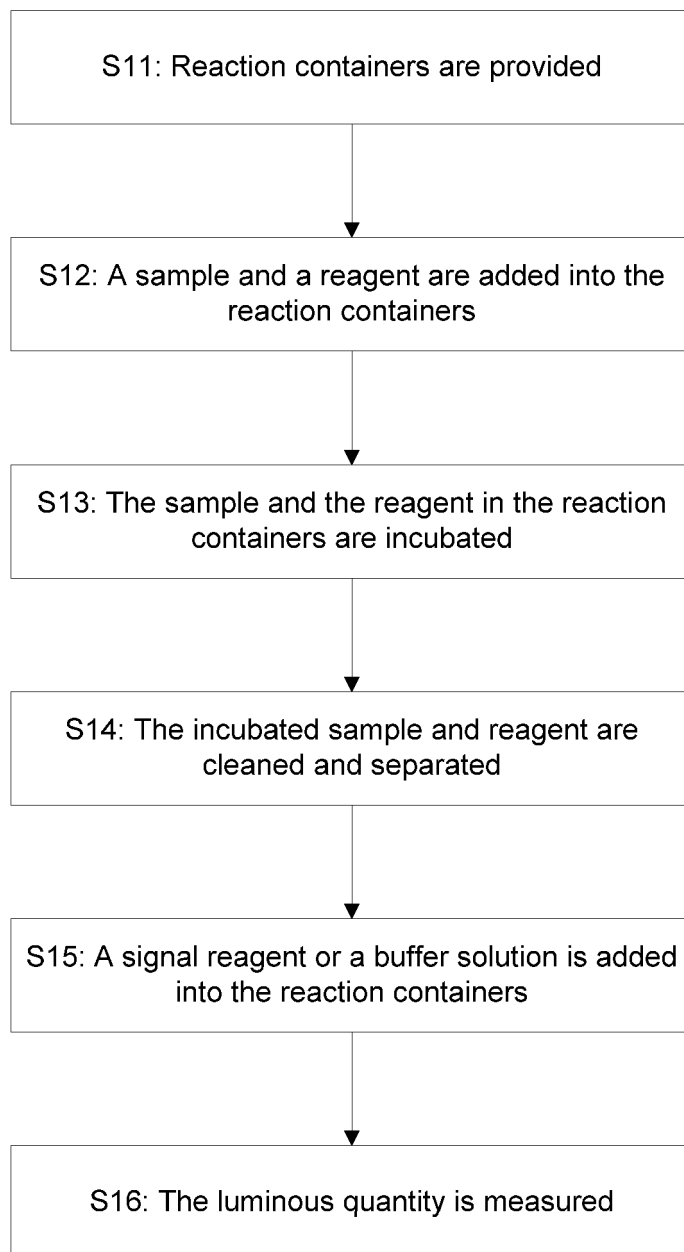 S11: Reaction containers are provided
S12: A sample and a reagent are added into the
reaction containers
S13: The sample and the reagent in the reaction
containers are incubated
S14: The incubated sample and reagent are
cleaned and separated
S15: A signal reagent or a buffer solution is added
into the reaction containers
S16: The luminous quantity is measured